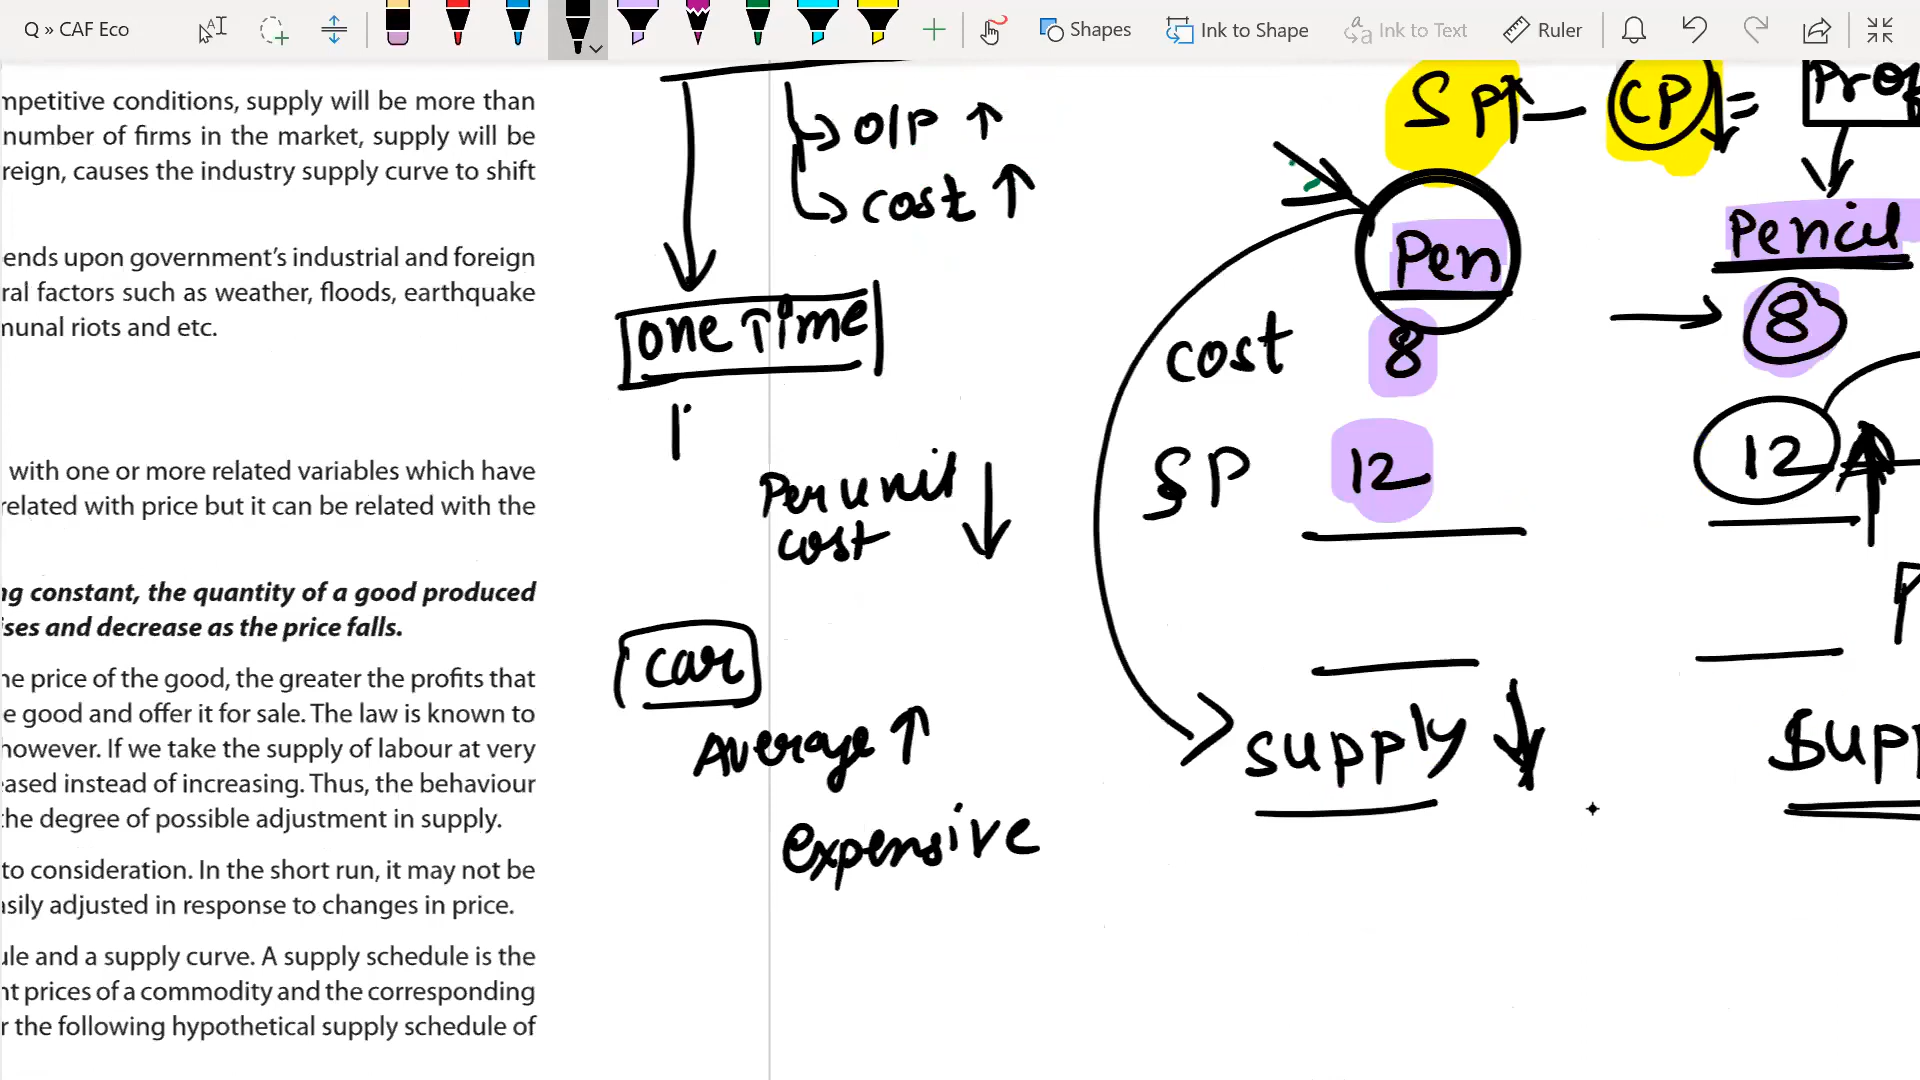 Q » CAF Eco
Shapes
Ink to Shape
Ink to Text
Ruler
mpetitive conditions, supply will be more than
number of firms in the market, supply will be
reign, causes the industry supply curve to shift
ends upon government's industrial and foreign
ral factors such as weather, floods, earthquake
munal riots and etc.
with one or more related variables which have
related with price but it can be related with the
ng constant, the quantity of a good produced
ses and decrease as the price falls.
ne price of the good, the greater the profits that
e good and offer it for sale. The law is known to
however. If we take the supply of labour at very
eased instead of increasing. Thus, the behaviour
the degree of possible adjustment in supply.
to consideration. In the short run, it may not be
asily adjusted in response to changes in price.
ule and a supply curve. A supply schedule is the
nt prices of a commodity and the corresponding
r the following hypothetical supply schedule of
→ O/P ↑
→ cost ↑
one Time
Per unit ↓
cost
car
Average ↑
expensive
SP↑ – CP↓ = Prof
Pen Pencil
cost 8 → 8
SP 12 12 ↑
P
supply ↓ Supp